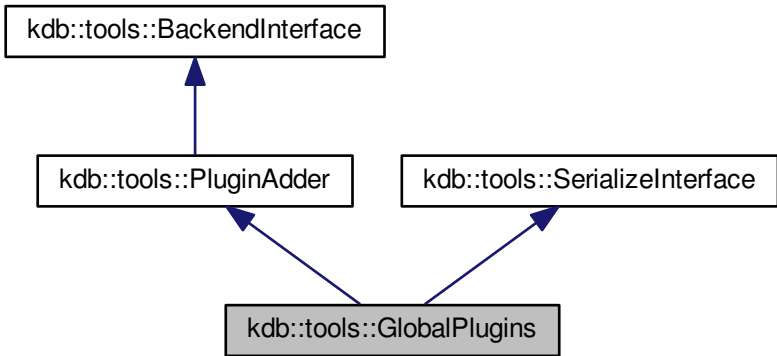 kdb::tools::BackendInterface
kdb::tools::PluginAdder
kdb::tools::SerializeInterface
kdb::tools::GlobalPlugins